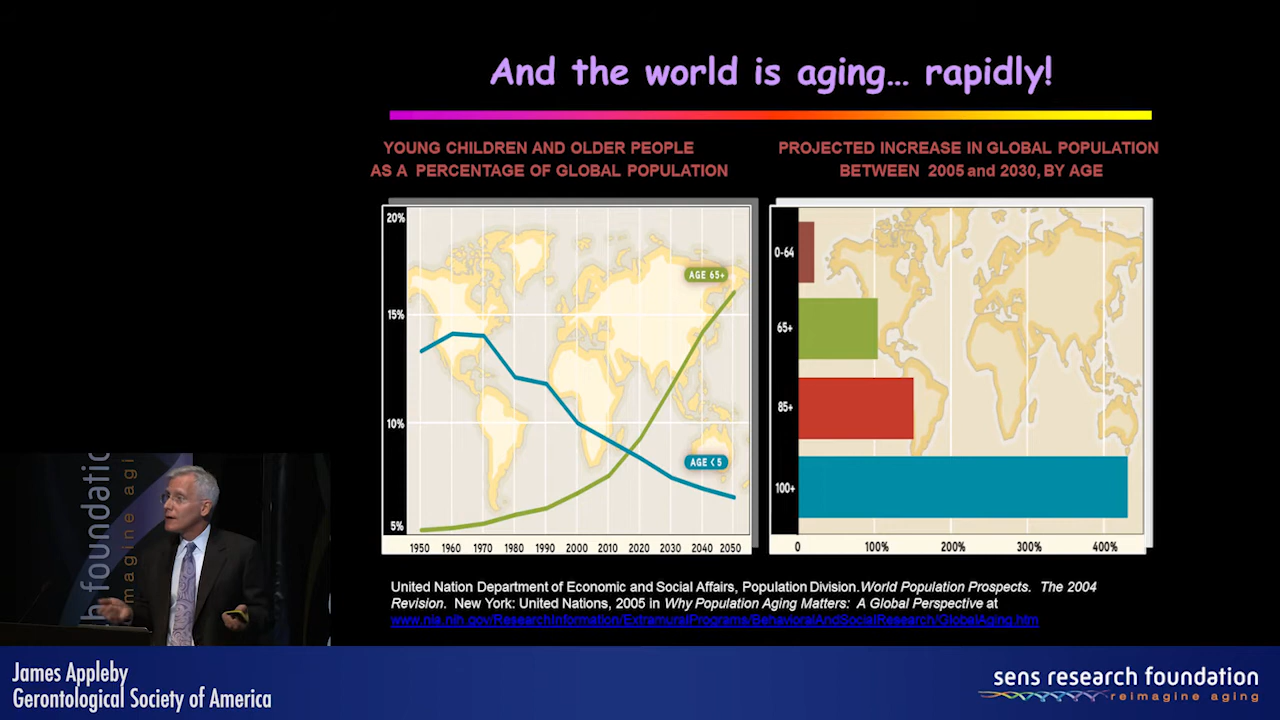 And the world is aging... rapidly!
YOUNG CHILDREN AND OLDER PEOPLE
AS A PERCENTAGE OF GLOBAL POPULATION
PROJECTED INCREASE IN GLOBAL POPULATION
BETWEEN 2005 and 2030, BY AGE
20%
15%
10%
5%
AGE 65+
AGE < 5
1950 1960 1970 1980 1990 2000 2010 2020 2030 2040 2050
0-64
65+
85+
100+
0 100% 200% 300% 400%
United Nation Department of Economic and Social Affairs, Population Division.World Population Prospects. The 2004
Revision. New York: United Nations, 2005 in Why Population Aging Matters: A Global Perspective at
www.nia.nih.gov/ResearchInformation/ExtramuralPrograms/BehavioralAndSocialResearch/GlobalAging.htm
foundatio
imagine agi
James Appleby
Gerontological Society of America
sens research foundation
reimagine aging